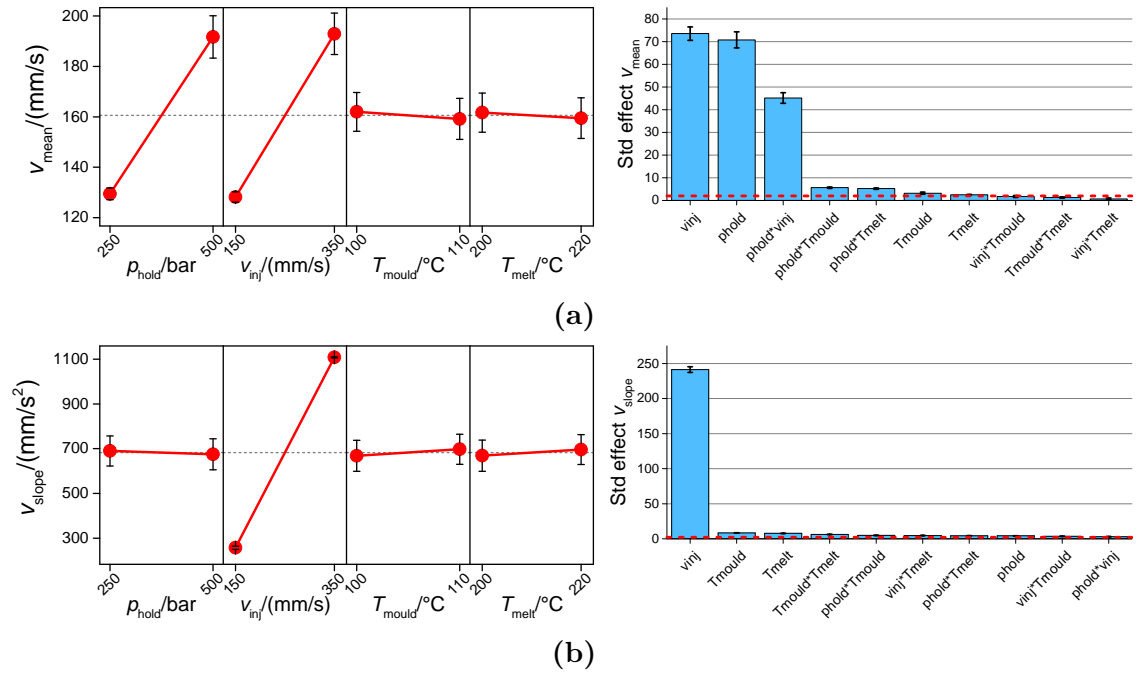 200
180
160
140
120
v_mean/(mm/s)
250 500 150 350 100 110 200 220
p_hold/bar v_inj/(mm/s) T_mould/°C T_melt/°C
80
70
60
50
40
30
20
10
0
Std effect v_mean
vinj
phold
phold*vinj
phold*Tmould
phold*Tmelt
Tmould
Tmelt
vinj*Tmould
Tmould*Tmelt
vinj*Tmelt
(a)
1100
900
700
500
300
v_slope/(mm/s²)
250 500 150 350 100 110 200 220
p_hold/bar v_inj/(mm/s) T_mould/°C T_melt/°C
250
200
150
100
50
0
Std effect v_slope
vinj
Tmould
Tmelt
Tmould*Tmelt
phold*Tmould
vinj*Tmelt
phold*Tmelt
phold
vinj*Tmould
phold*vinj
(b)